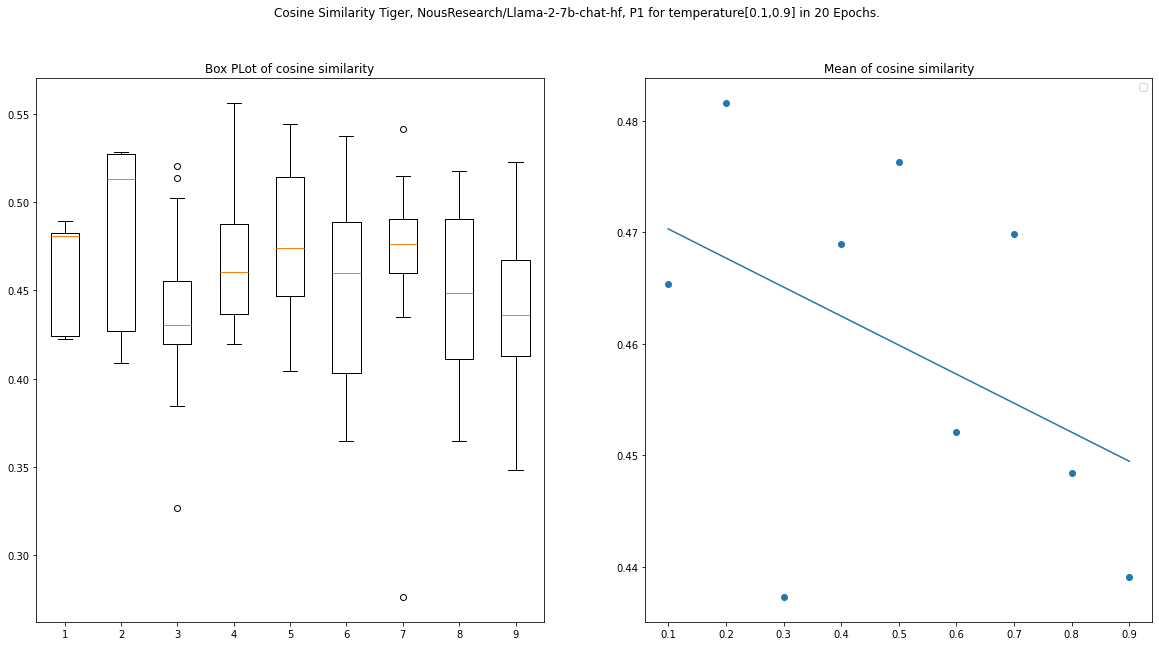 Cosine Similarity Tiger, NousResearch/Llama-2-7b-chat-hf, P1 for temperature[0.1,0.9] in 20 Epochs.
Box PLot of cosine similarity
0.55
0.50
0.45
0.40
0.35
0.30
1 2 3 4 5 6 7 8 9
Mean of cosine similarity
0.48
0.47
0.46
0.45
0.44
0.1 0.2 0.3 0.4 0.5 0.6 0.7 0.8 0.9